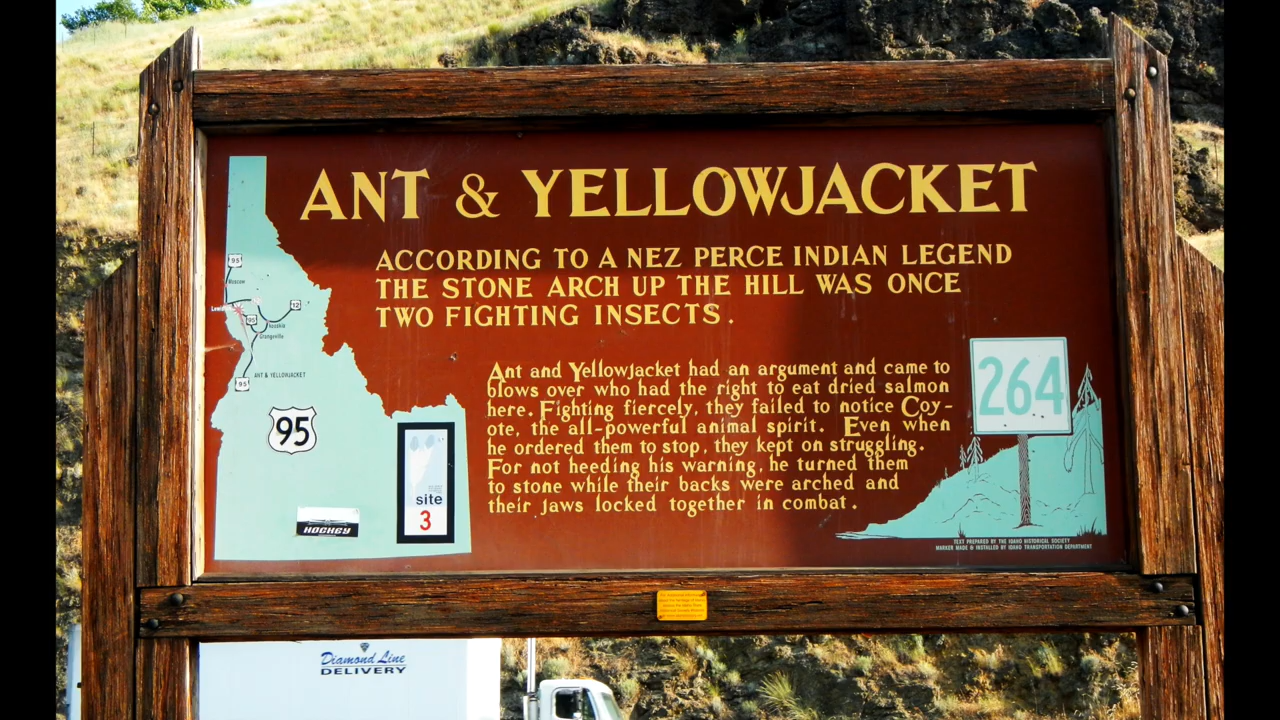 ANT & YELLOWJACKET
ACCORDING TO A NEZ PERCE INDIAN LEGEND
THE STONE ARCH UP THE HILL WAS ONCE
TWO FIGHTING INSECTS.
Ant and Yellowjacket had an argument and came to
blows over who had the right to eat dried salmon
here. Fighting fiercely, they failed to notice Coy-
ote, the all-powerful animal spirit. Even when
he ordered them to stop, they kept on struggling.
For not heeding his warning, he turned them
to stone while their backs were arched and
their jaws locked together in combat.
264
TEXT PREPARED BY THE IDAHO HISTORICAL SOCIETY
MARKER MADE & INSTALLED BY IDAHO TRANSPORTATION DEPARTMENT
95
Moscow
12
95
Kooskia
Grangeville
95
ANT & YELLOWJACKET
95
site
3
HOCKEY
Diamond Line
DELIVERY